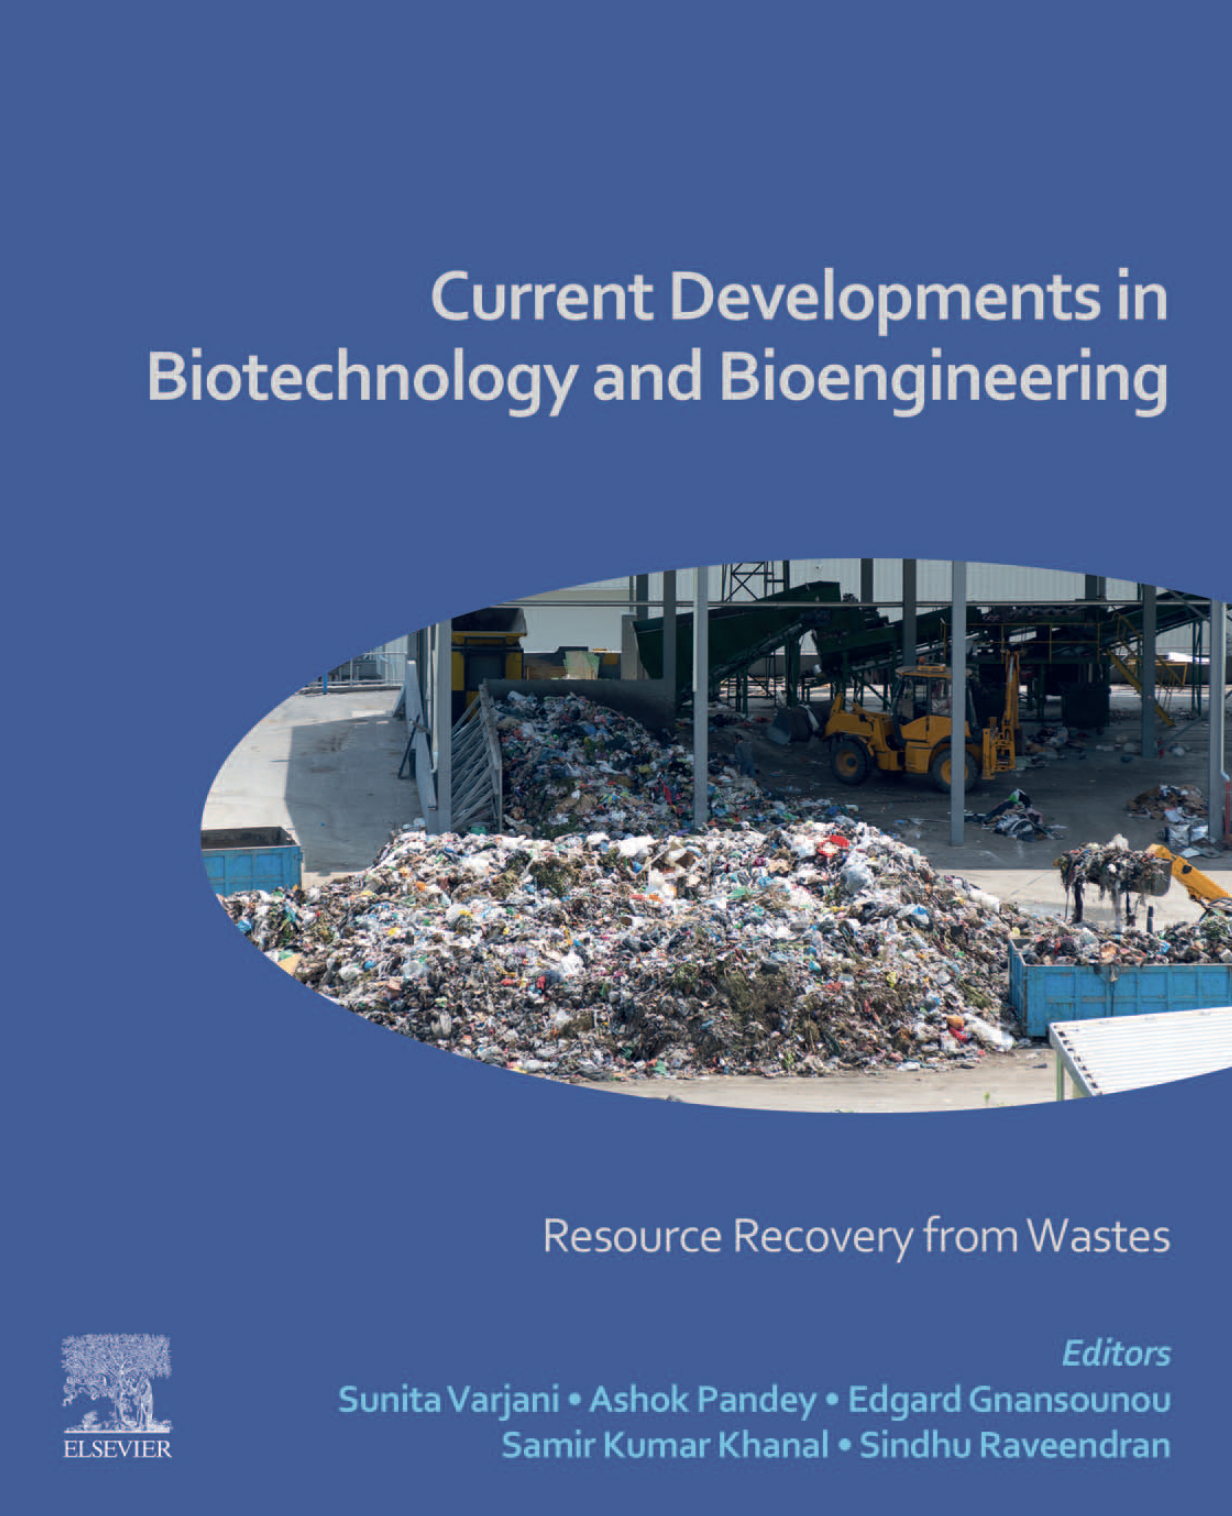 Current Developments in
Biotechnology and Bioengineering
Resource Recovery from Wastes
Editors
Sunita Varjani • Ashok Pandey • Edgard Gnansounou
Samir Kumar Khanal • Sindhu Raveendran
ELSEVIER